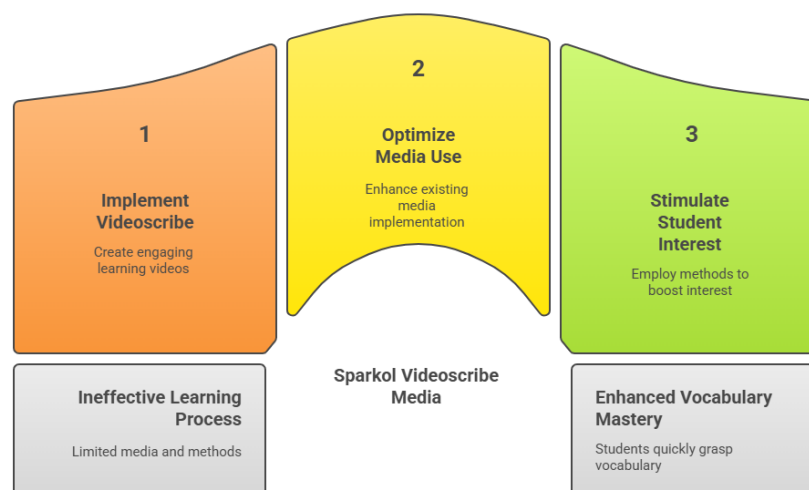 1
Implement
Videoscribe
Create engaging
learning videos
2
Optimize
Media Use
Enhance existing
media
implementation
3
Stimulate
Student
Interest
Employ methods to
boost interest
Ineffective Learning
Process
Limited media and methods
Sparkol Videoscribe
Media
Enhanced Vocabulary
Mastery
Students quickly grasp
vocabulary